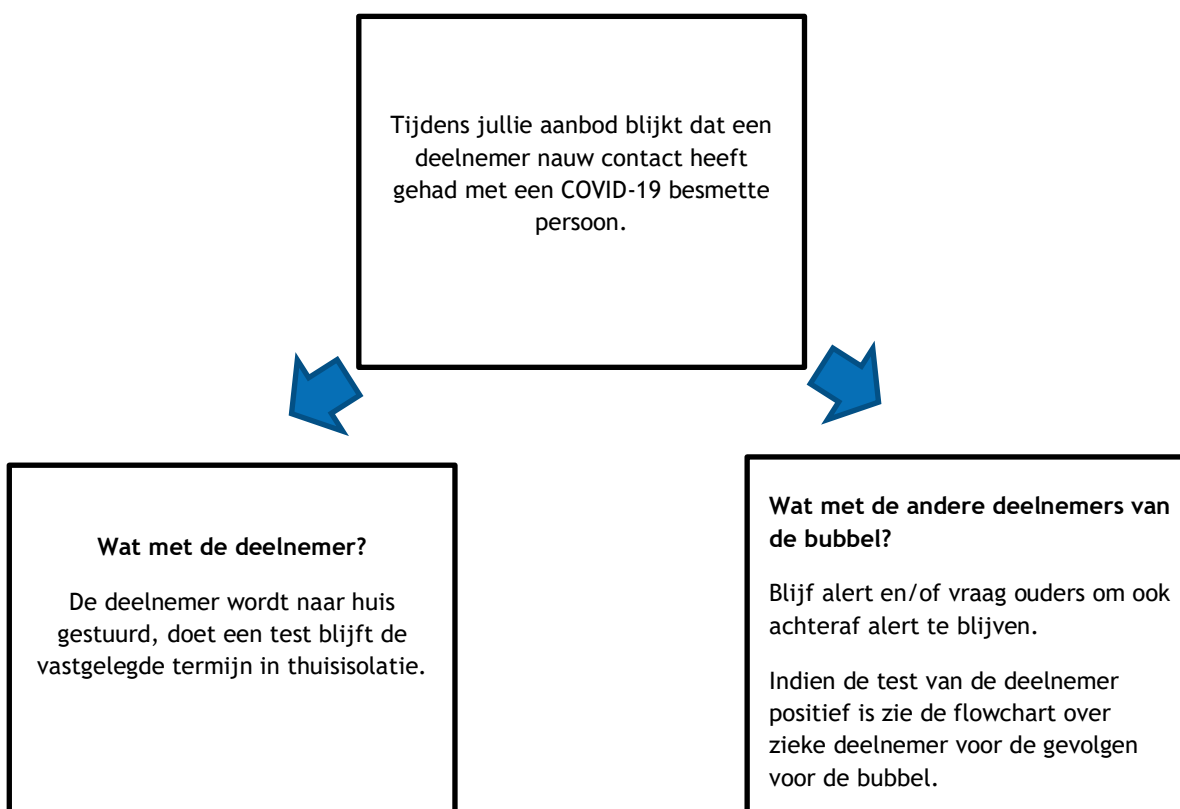 Tijdens jullie aanbod blijkt dat een
deelnemer nauw contact heeft
gehad met een COVID-19 besmette
persoon.
Wat met de deelnemer?
De deelnemer wordt naar huis
gestuurd, doet een test blijft de
vastgelegde termijn in thuisisolatie.
Wat met de andere deelnemers van
de bubbel?
Blijf alert en/of vraag ouders om ook
achteraf alert te blijven.
Indien de test van de deelnemer
positief is zie de flowchart over
zieke deelnemer voor de gevolgen
voor de bubbel.